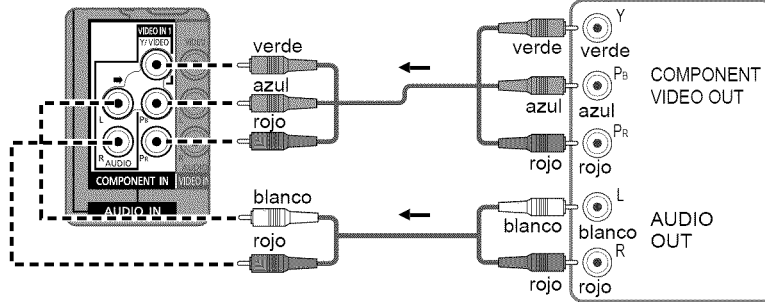 VIDEO IN 1
Y/ VIDEO
VIDEO
L
PB
R
AUDIO
PR
COMPONENT IN
VIDEO IN
AUDIO IN
verde
azul
rojo
blanco
rojo
verde
azul
rojo
blanco
rojo
Y
verde
PB
azul
PR
rojo
COMPONENT
VIDEO OUT
L
blanco
R
rojo
AUDIO
OUT